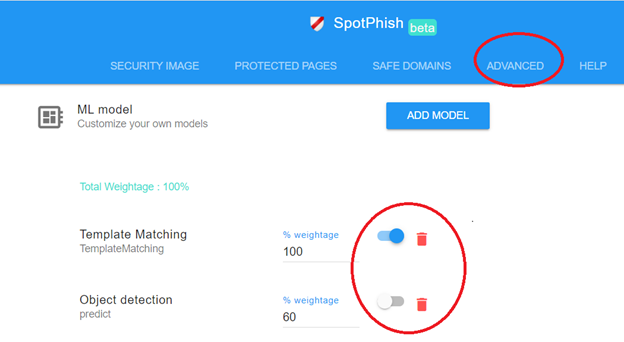 SpotPhish beta
SECURITY IMAGE PROTECTED PAGES SAFE DOMAINS ADVANCED HELP
ML model
Customize your own models
ADD MODEL
Total Weightage : 100%
Template Matching
TemplateMatching
% weightage
100
Object detection
predict
% weightage
60